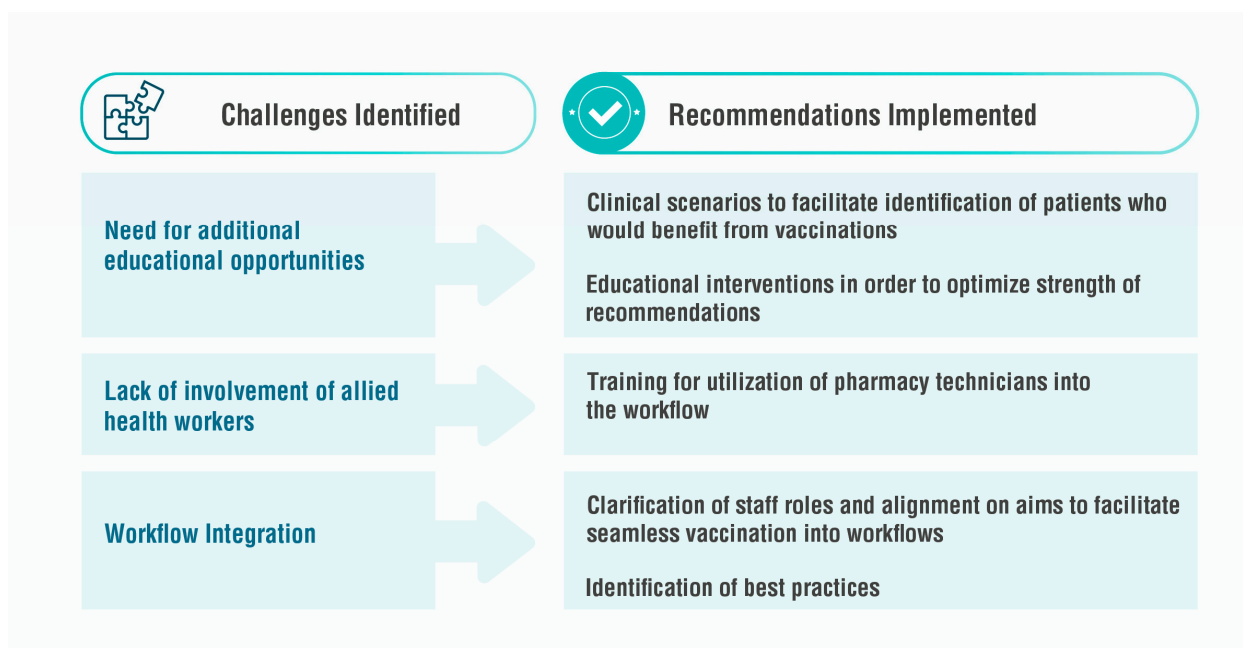 Challenges Identified
Recommendations Implemented
Need for additional
educational opportunities
Clinical scenarios to facilitate identification of patients who
would benefit from vaccinations
Educational interventions in order to optimize strength of
recommendations
Lack of involvement of allied
health workers
Training for utilization of pharmacy technicians into
the workflow
Workflow Integration
Clarification of staff roles and alignment on aims to facilitate
seamless vaccination into workflows
Identification of best practices